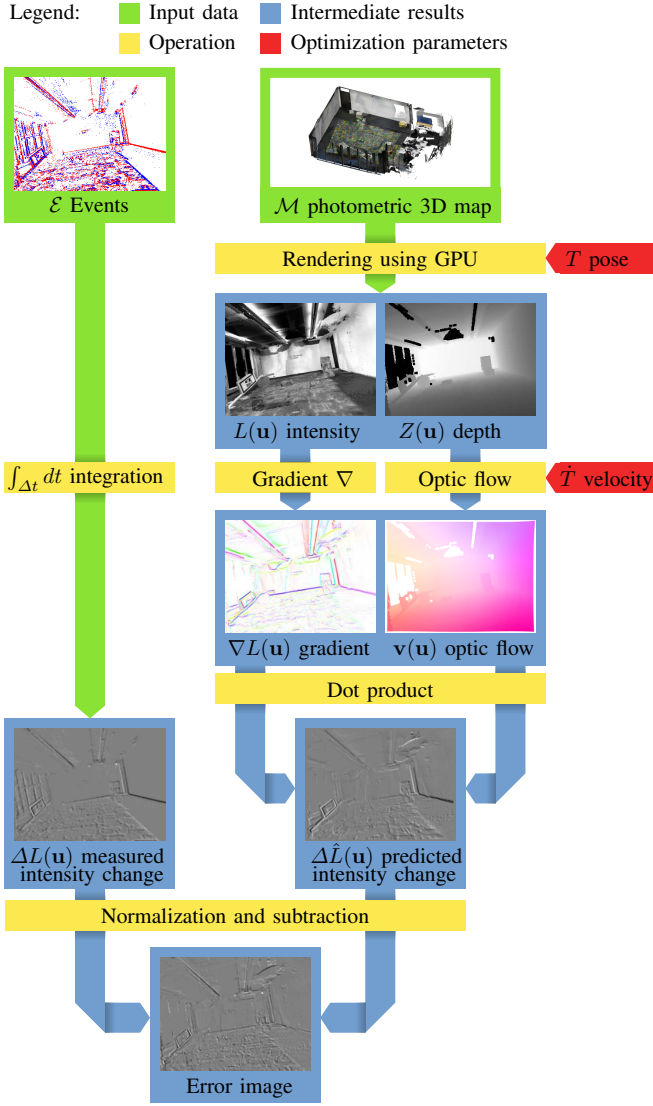 Legend: Input data Intermediate results
Operation Optimization parameters
ℰ Events
ℳ photometric 3D map
Rendering using GPU
T pose
L(𝐮) intensity
Z(𝐮) depth
∫Δt dt integration
Gradient ∇
Optic flow
Ṫ velocity
∇L(𝐮) gradient
𝐯(𝐮) optic flow
Dot product
ΔL(𝐮) measured
intensity change
ΔL̂(𝐮) predicted
intensity change
Normalization and subtraction
Error image